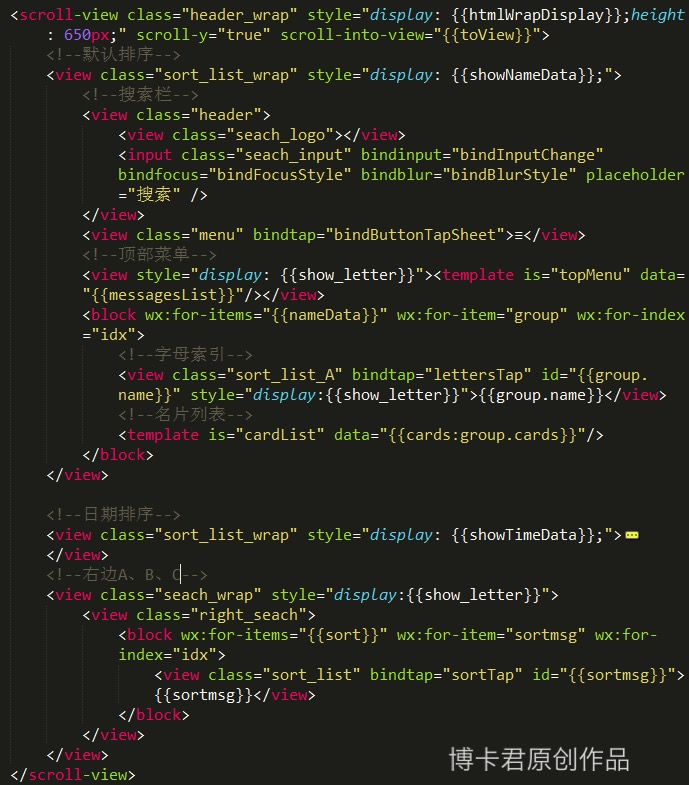 <scroll-view class="header_wrap" style="display: {{htmlWrapDisplay}};height
: 650px;" scroll-y="true" scroll-into-view="{{toView}}">
<!--默认排序-->
<view class="sort_list_wrap" style="display: {{showNameData}};">
<!--搜索栏-->
<view class="header">
<view class="seach_logo"></view>
<input class="seach_input" bindinput="bindInputChange"
bindfocus="bindFocusStyle" bindblur="bindBlurStyle" placeholder
="搜索" />
</view>
<view class="menu" bindtap="bindButtonTapSheet">≡</view>
<!--顶部菜单-->
<view style="display: {{show_letter}}"><template is="topMenu" data=
"{{messagesList}}"/></view>
<block wx:for-items="{{nameData}}" wx:for-item="group" wx:for-index
="idx">
<!--字母索引-->
<view class="sort_list_A" bindtap="lettersTap" id="{{group.
name}}" style="display:{{show_letter}}">{{group.name}}</view>
<!--名片列表-->
<template is="cardList" data="{{cards:group.cards}}"/>
</block>
</view>
<!--日期排序-->
<view class="sort_list_wrap" style="display: {{showTimeData}};">
</view>
<!--右边A、B、C-->
<view class="seach_wrap" style="display:{{show_letter}}">
<view class="right_seach">
<block wx:for-items="{{sort}}" wx:for-item="sortmsg" wx:for-
index="idx">
<view class="sort_list" bindtap="sortTap" id="{{sortmsg}}">
{{sortmsg}}</view>
</block>
</view>
</view>
</scroll-view>
博卡君原创作品